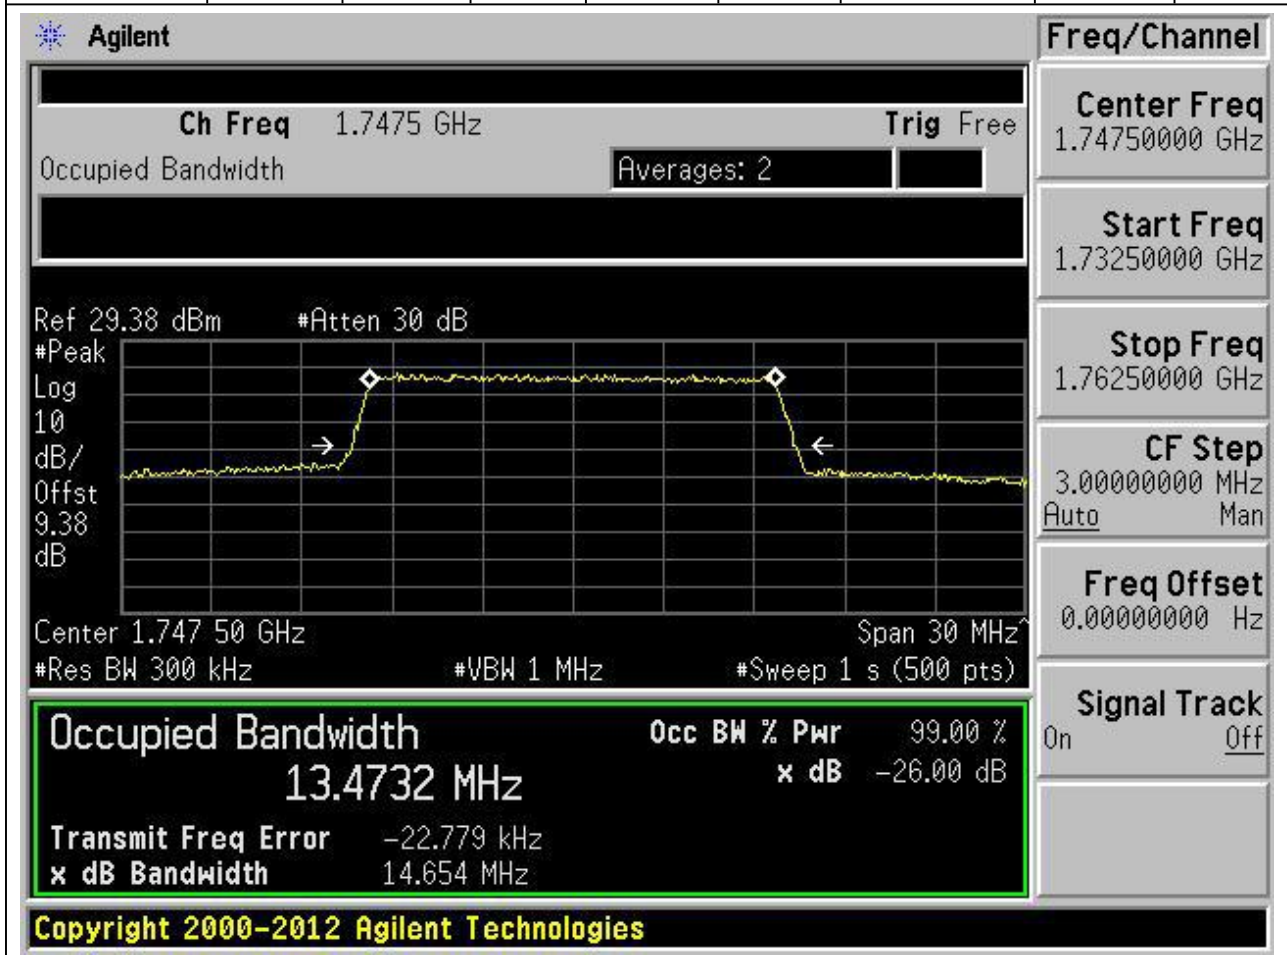 Agilent
Freq/Channel
Ch Freq 1.7475 GHz Trig Free
Occupied Bandwidth Averages: 2
Center Freq
1.74750000 GHz
Start Freq
1.73250000 GHz
Stop Freq
1.76250000 GHz
CF Step
3.00000000 MHz
Auto Man
Freq Offset
0.00000000 Hz
Signal Track
On Off
Ref 29.38 dBm #Atten 30 dB
#Peak
Log
10
dB/
Offst
9.38
dB
Center 1.747 50 GHz Span 30 MHz^
#Res BW 300 kHz #VBW 1 MHz #Sweep 1 s (500 pts)
Occupied Bandwidth Occ BW % Pwr 99.00 %
13.4732 MHz x dB -26.00 dB
Transmit Freq Error -22.779 kHz
x dB Bandwidth 14.654 MHz
Copyright 2000-2012 Agilent Technologies